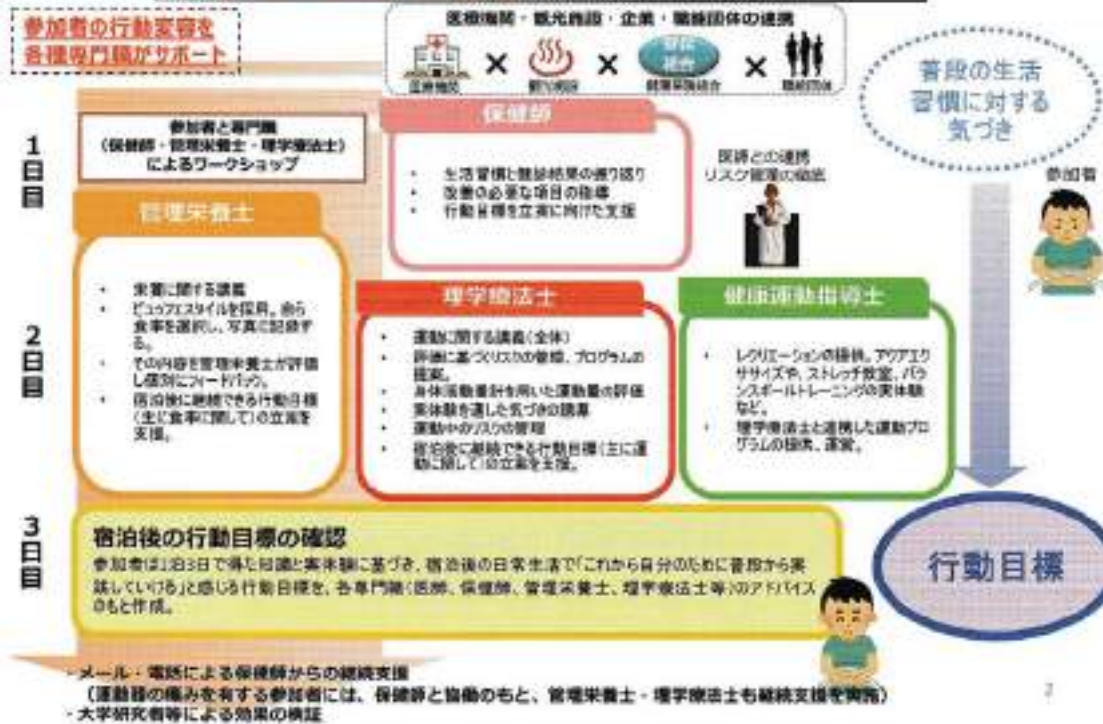 参加者の行動変容を
各種専門職がサポート
医療機関・観光施設・企業・職能団体の連携
医療機関
×
観光施設
×
健康保険組合
×
職能団体
普段の生活
習慣に対する
気づき
参加者
1日目
参加者と専門職
(保健師・管理栄養士・理学療法士)
によるワークショップ
保健師
・ 生活習慣と健診結果の振り返り
・ 改善の必要な項目の指導
・ 行動目標を立案に向けた支援
医師との連携
リスク管理の徹底
管理栄養士
・ 栄養に関する講義
・ ビュッフェスタイルを採用。自ら
食事を選択し、写真に記録す
る。
・ その内容を管理栄養士が評価
し個別にフィードバック。
・ 宿泊後に継続できる行動目標
(主に食事に関して)の立案を
支援。
2日目
理学療法士
・ 運動に関する講義(全体)
・ 評価に基づくリスクの管理、プログラムの
提案。
・ 身体活動量計を用いた運動量の評価
・ 実体験を通した気づきの誘導
・ 運動中のリスクの管理
・ 宿泊後に継続できる行動目標(主に運
動に関して)の立案を支援。
健康運動指導士
・ レクリエーションの提供。アクアエク
ササイズや、ストレッチ教室、バラ
ンスボールトレーニングの実体験
など。
・ 理学療法士と連携した運動プロ
グラムの提供、運営。
3日目
宿泊後の行動目標の確認
参加者は2泊3日で得た知識と実体験に基づき、宿泊後の日常生活で「これから自分のために普段から実
践していける」と感じる行動目標を、各専門職(医師、保健師、管理栄養士、理学療法士等)のアドバイス
のもと作成。
行動目標
・メール・電話による保健師からの継続支援
(運動器の痛みを有する参加者には、保健師と協働のもと、管理栄養士・理学療法士も継続支援を実施)
・大学研究者等による効果の検証
2